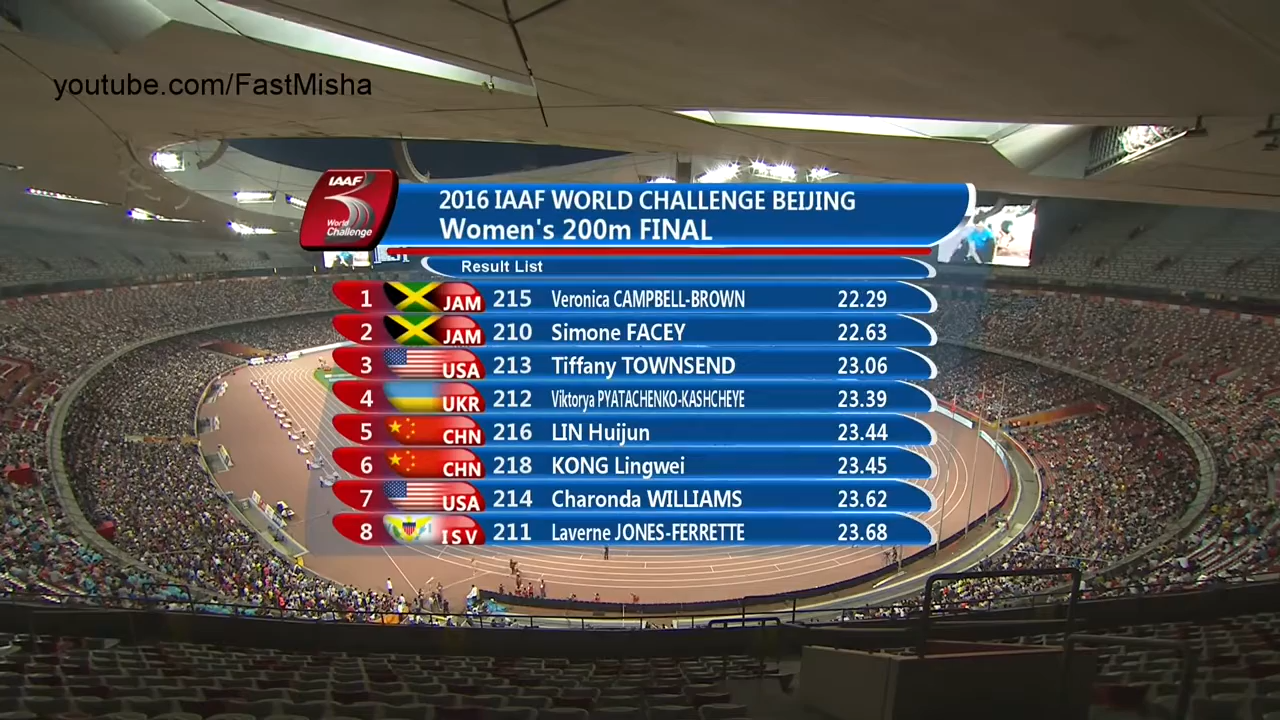 youtube.com/FastMisha
IAAF
World
Challenge
2016 IAAF WORLD CHALLENGE BEIJING
Women's 200m FINAL
Result List
1 JAM 215 Veronica CAMPBELL-BROWN 22.29
2 JAM 210 Simone FACEY 22.63
3 USA 213 Tiffany TOWNSEND 23.06
4 UKR 212 Viktorya PYATACHENKO-KASHCHEYE 23.39
5 CHN 216 LIN Huijun 23.44
6 CHN 218 KONG Lingwei 23.45
7 USA 214 Charonda WILLIAMS 23.62
8 ISV 211 Laverne JONES-FERRETTE 23.68